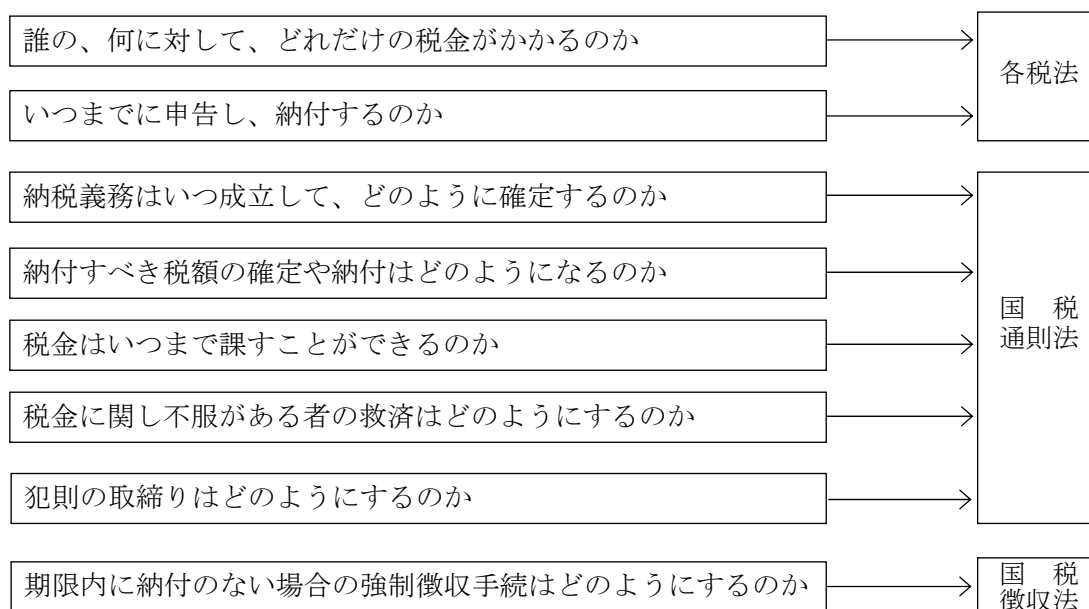 誰の、何に対して、どれだけの税金がかかるのか
いつまでに申告し、納付するのか
各税法
納税義務はいつ成立して、どのように確定するのか
納付すべき税額の確定や納付はどのようになるのか
税金はいつまで課すことができるのか
税金に関し不服がある者の救済はどのようにするのか
犯則の取締りはどのようにするのか
国　税
通則法
期限内に納付のない場合の強制徴収手続はどのようにするのか
国　税
徴収法